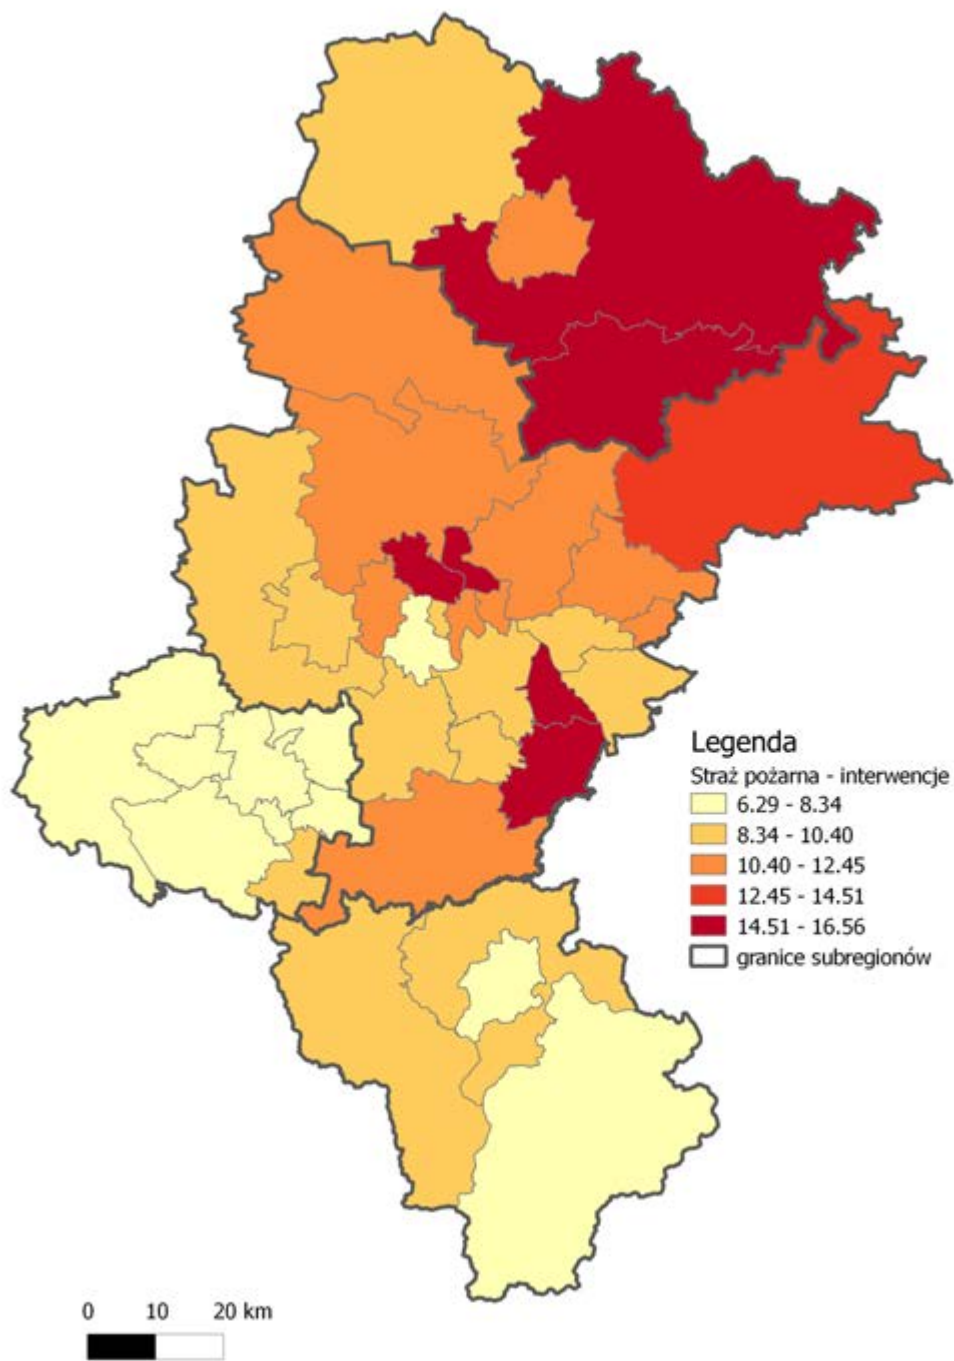 Legenda
Straż pożarna - interwencje
6.29 - 8.34
8.34 - 10.40
10.40 - 12.45
12.45 - 14.51
14.51 - 16.56
granice subregionów
0 10 20 km